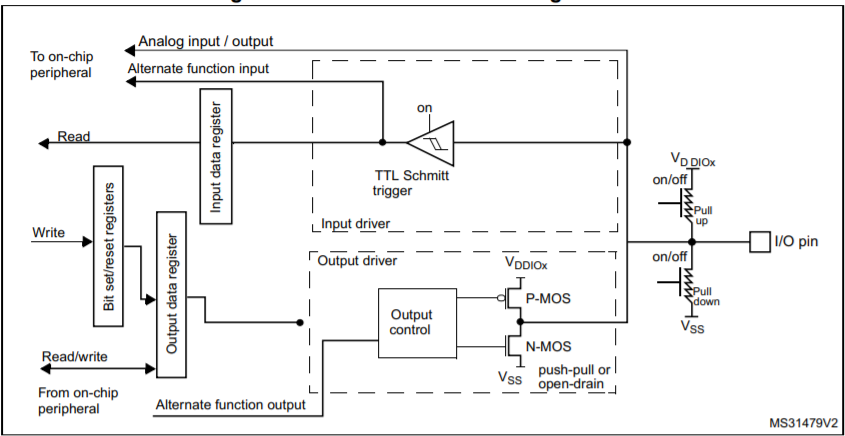 Analog input / output
To on-chip
peripheral
Alternate function input
on
Read
Input data register
TTL Schmitt
trigger
VDDIOx
on/off
Pull
up
Bit set/reset registers
Write
Input driver
I/O pin
Output data register
Output driver
VDDIOx
on/off
P-MOS
Pull
down
Output
control
VSS
N-MOS
Read/write
VSS
push-pull or
open-drain
From on-chip
peripheral
Alternate function output
MS31479V2